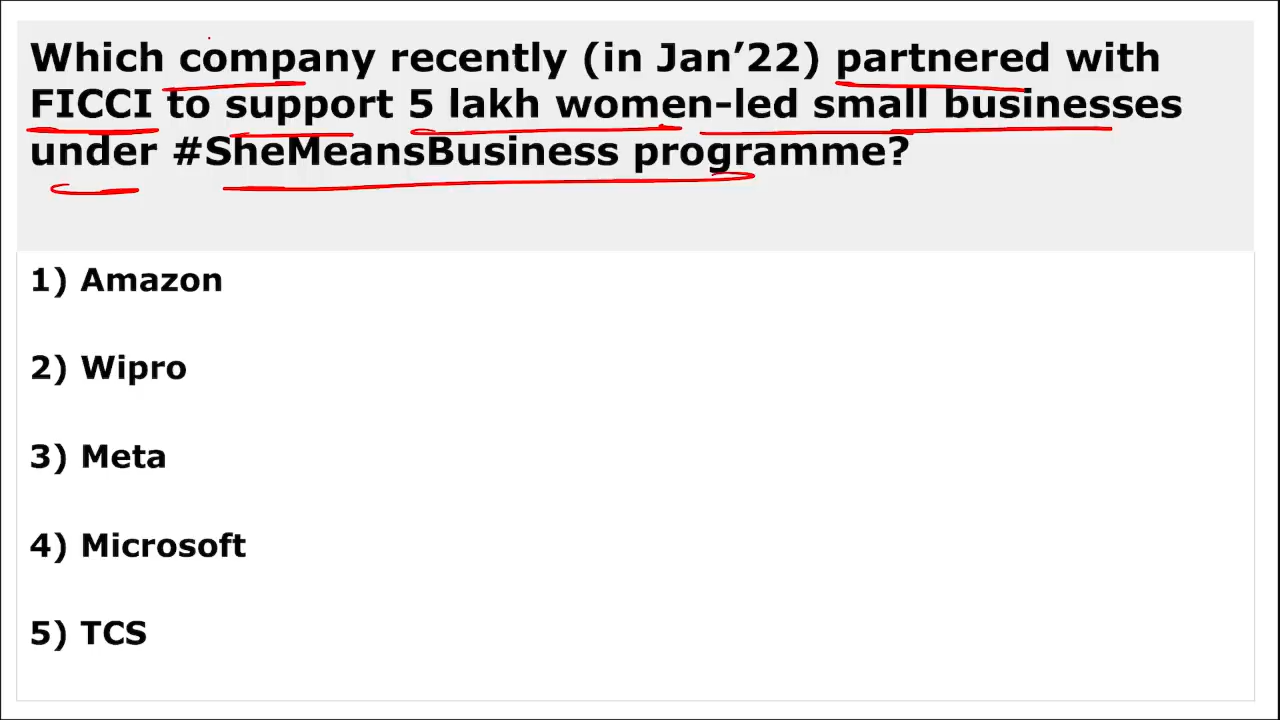 Which company recently (in Jan’22) partnered with
FICCI to support 5 lakh women-led small businesses
under #SheMeansBusiness programme?
1) Amazon
2) Wipro
3) Meta
4) Microsoft
5) TCS